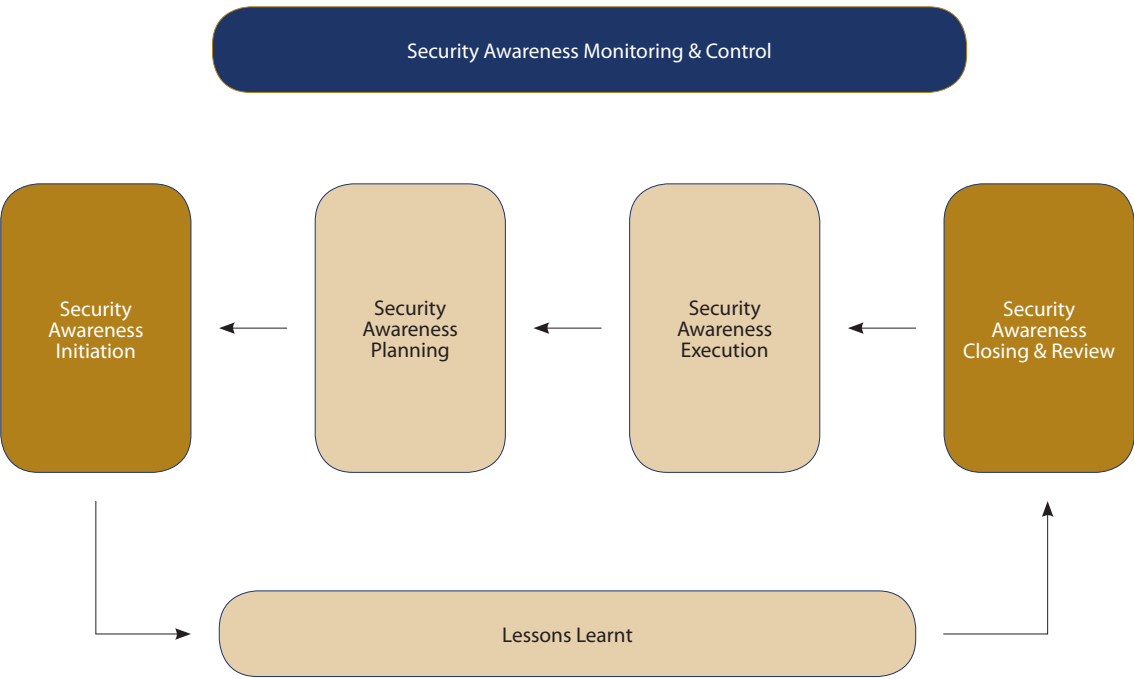 Security Awareness Monitoring & Control
Security
Awareness
Initiation
Security
Awareness
Planning
Security
Awareness
Execution
Security
Awareness
Closing & Review
Lessons Learnt